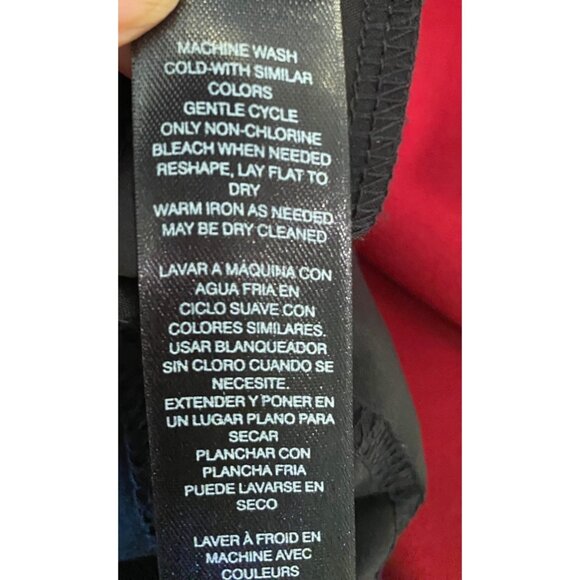 MACHINE WASH
COLD-WITH SIMILAR
COLORS
GENTLE CYCLE
ONLY NON-CHLORINE
BLEACH WHEN NEEDED
RESHAPE, LAY FLAT TO
DRY
WARM IRON AS NEEDED
MAY BE DRY CLEANED
LAVAR A MÁQUINA CON
AGUA FRIA EN
CICLO SUAVE CON
COLORES SIMILARES.
USAR BLANQUEADOR
SIN CLORO CUANDO SE
NECESITE.
EXTENDER Y PONER EN
UN LUGAR PLANO PARA
SECAR
PLANCHAR CON
PLANCHA FRIA
PUEDE LAVARSE EN
SECO
LAVER À FROID EN
MACHINE AVEC
COULEURS